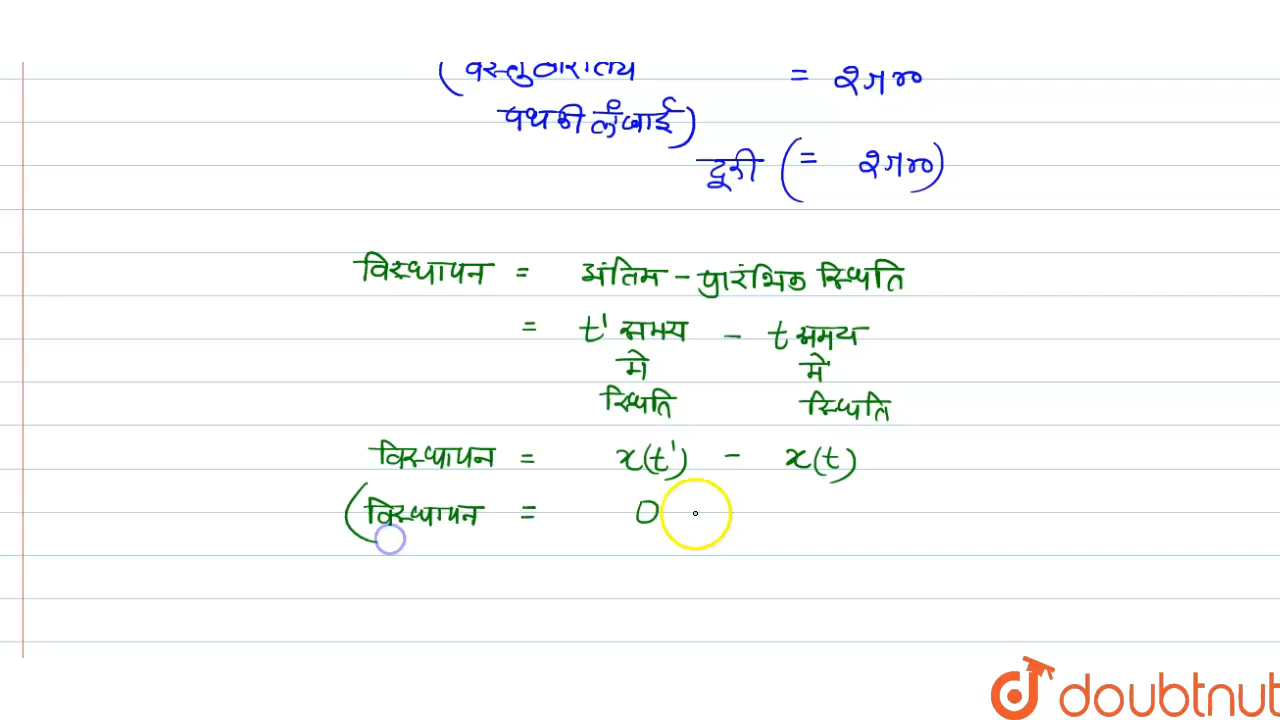 (वस्तु द्वारा तय = 2πr
पथ की लंबाई)
दूरी (= 2πr)
विस्थापन = अंतिम - प्रारंभिक स्थिति
= t' समय - t समय
में में
स्थिति स्थिति
विस्थापन = x(t') - x(t)
(विस्थापन = 0
doubtnut